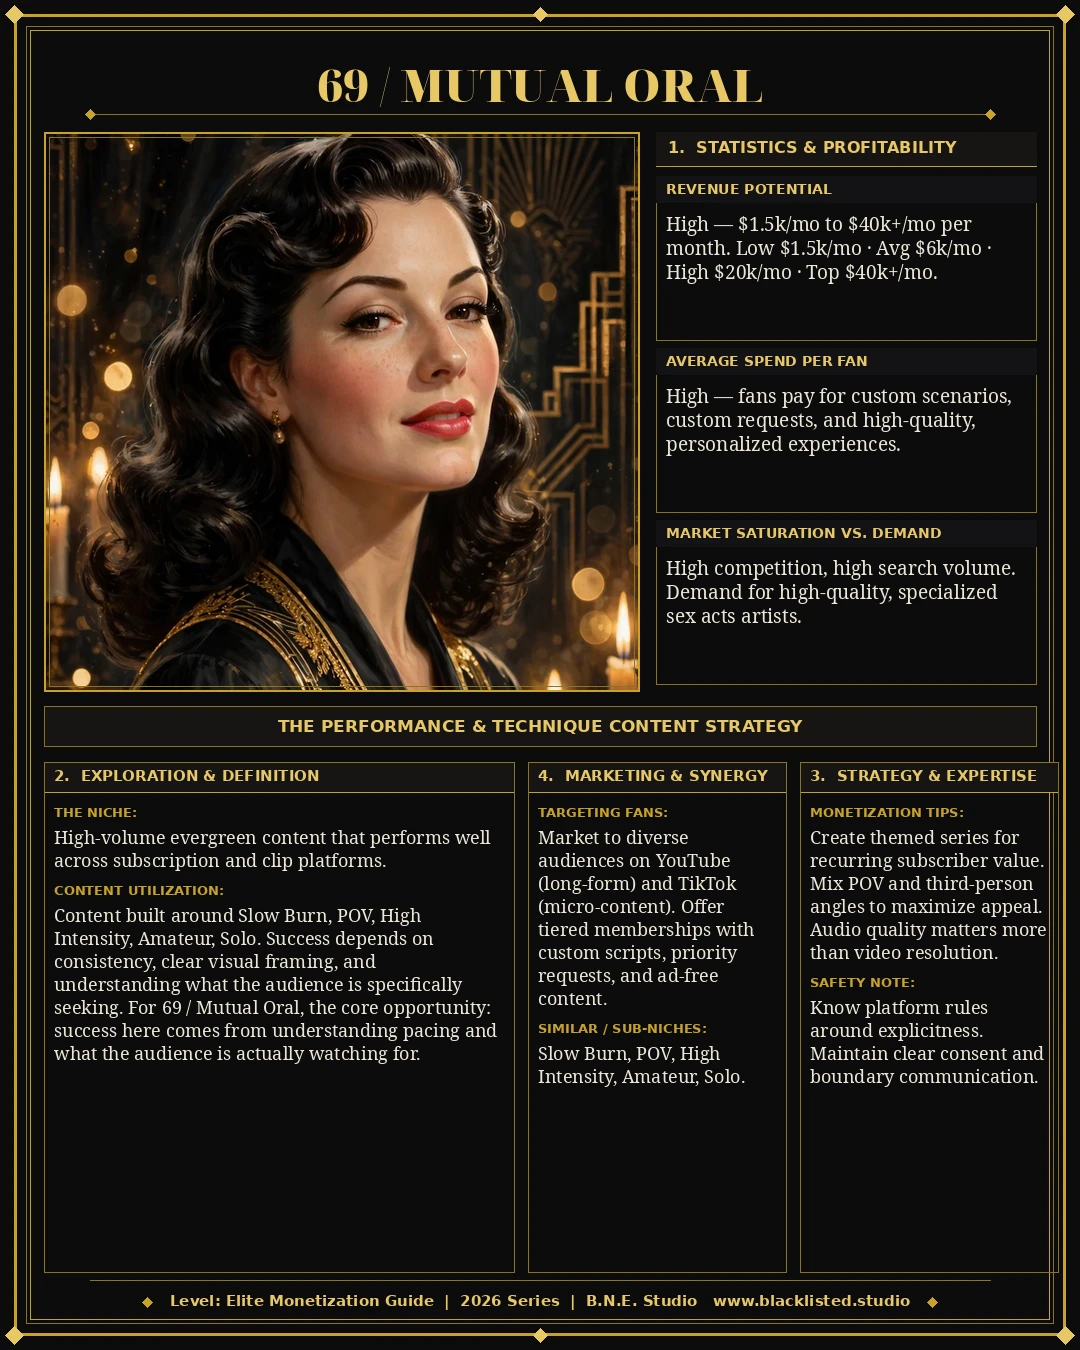 69 / MUTUAL ORAL
1. STATISTICS & PROFITABILITY
REVENUE POTENTIAL
High — $1.5k/mo to $40k+/mo per
month. Low $1.5k/mo · Avg $6k/mo ·
High $20k/mo · Top $40k+/mo.
AVERAGE SPEND PER FAN
High — fans pay for custom scenarios,
custom requests, and high-quality,
personalized experiences.
MARKET SATURATION VS. DEMAND
High competition, high search volume.
Demand for high-quality, specialized
sex acts artists.
THE PERFORMANCE & TECHNIQUE CONTENT STRATEGY
2. EXPLORATION & DEFINITION
THE NICHE:
High-volume evergreen content that performs well
across subscription and clip platforms.
CONTENT UTILIZATION:
Content built around Slow Burn, POV, High
Intensity, Amateur, Solo. Success depends on
consistency, clear visual framing, and
understanding what the audience is specifically
seeking. For 69 / Mutual Oral, the core opportunity:
success here comes from understanding pacing and
what the audience is actually watching for.
4. MARKETING & SYNERGY
TARGETING FANS:
Market to diverse
audiences on YouTube
(long-form) and TikTok
(micro-content). Offer
tiered memberships with
custom scripts, priority
requests, and ad-free
content.
SIMILAR / SUB-NICHES:
Slow Burn, POV, High
Intensity, Amateur, Solo.
3. STRATEGY & EXPERTISE
MONETIZATION TIPS:
Create themed series for
recurring subscriber value.
Mix POV and third-person
angles to maximize appeal.
Audio quality matters more
than video resolution.
SAFETY NOTE:
Know platform rules
around explicitness.
Maintain clear consent and
boundary communication.
Level: Elite Monetization Guide | 2026 Series | B.N.E. Studio www.blacklisted.studio